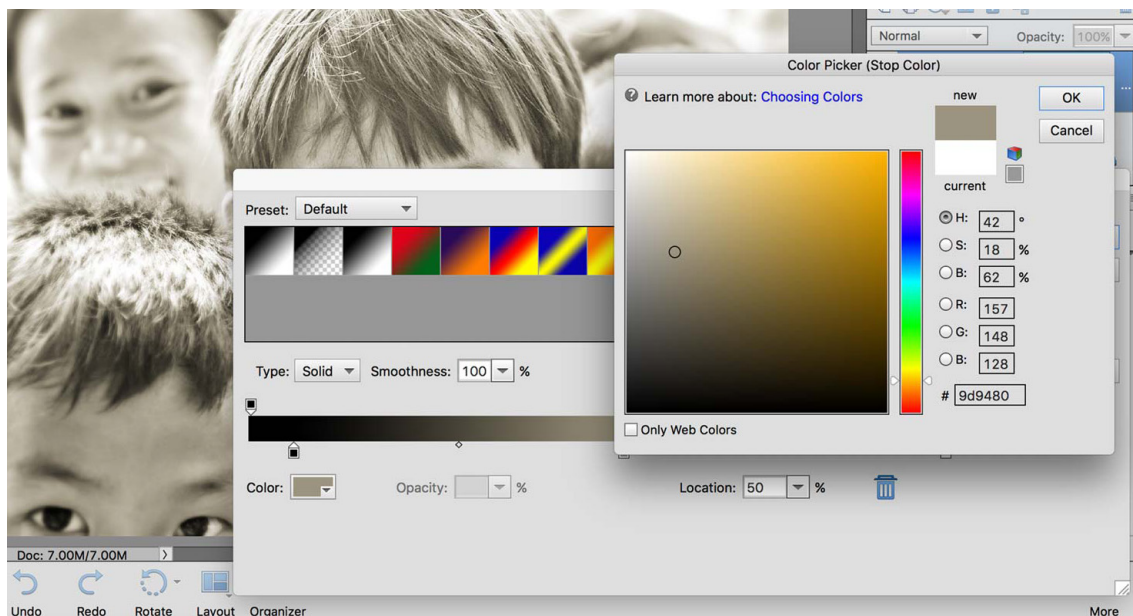 Normal Opacity: 100%
Color Picker (Stop Color)
Learn more about: Choosing Colors
new
OK
Cancel
current
Preset: Default
H: 42 °
S: 18 %
B: 62 %
R: 157
G: 148
B: 128
# 9d9480
Only Web Colors
Type: Solid Smoothness: 100 %
Color: Opacity: % Location: 50 %
Doc: 7.00M/7.00M
Undo Redo Rotate Layout Organizer More